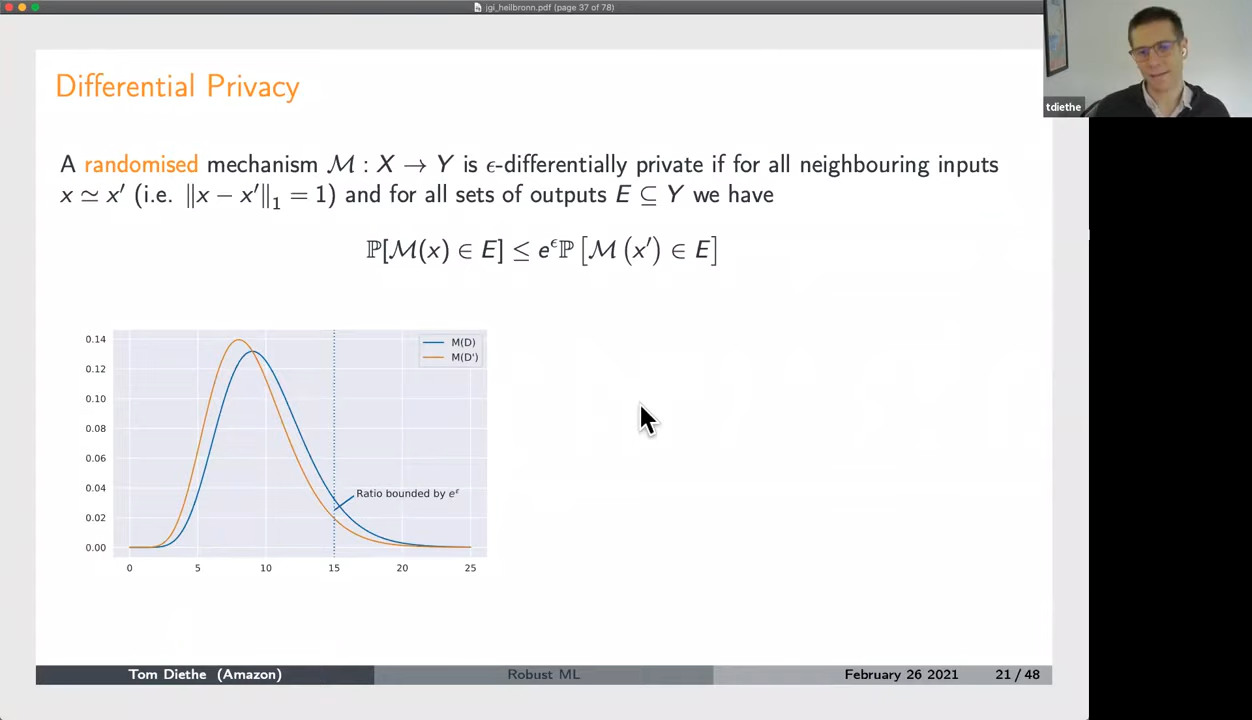 jgi_heilbronn.pdf (page 37 of 78)
tdiethe
Differential Privacy
A randomised mechanism ℳ : X → Y is ϵ-differentially private if for all neighbouring inputs
x ≃ x′ (i.e. ‖x − x′‖₁ = 1) and for all sets of outputs E ⊆ Y we have
ℙ[ℳ(x) ∈ E] ≤ e^ϵ ℙ [ℳ (x′) ∈ E]
0.14
0.12
0.10
0.08
0.06
0.04
0.02
0.00
M(D)
M(D')
Ratio bounded by e^ε
0 5 10 15 20 25
Tom Diethe (Amazon) Robust ML February 26 2021 21 / 48